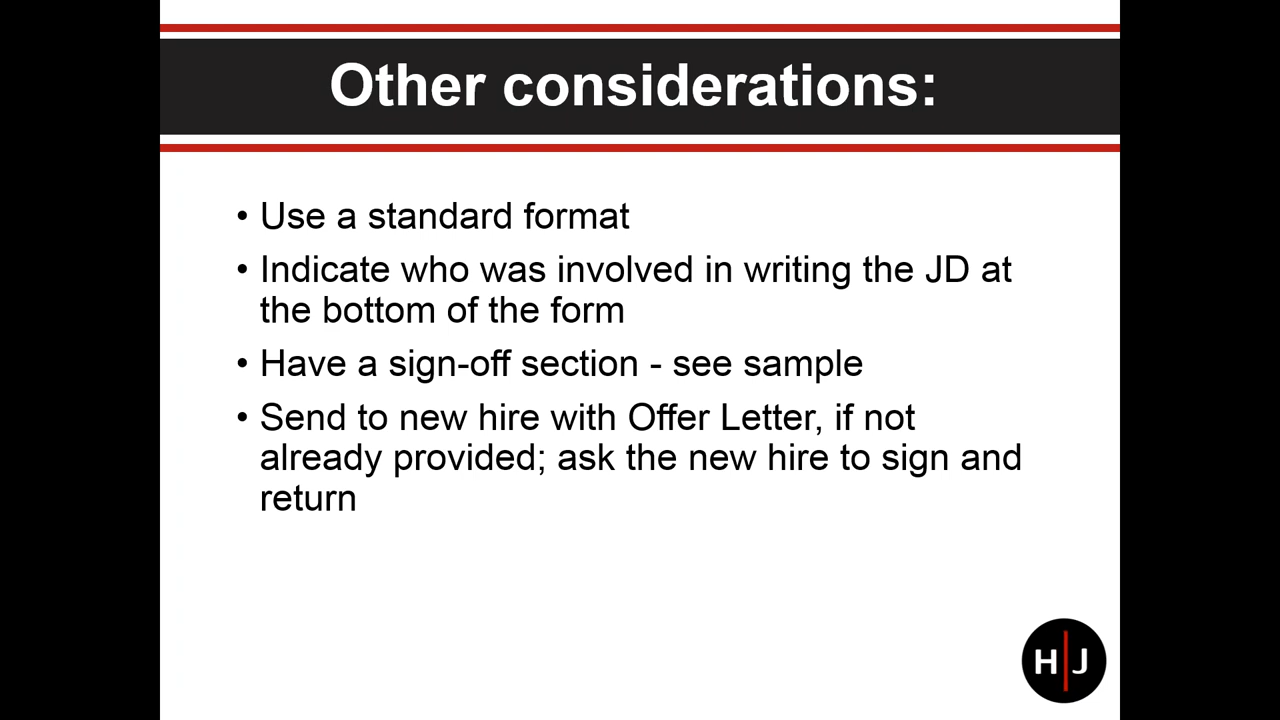 Other considerations:
• Use a standard format
• Indicate who was involved in writing the JD at
the bottom of the form
• Have a sign-off section - see sample
• Send to new hire with Offer Letter, if not
already provided; ask the new hire to sign and
return
H|J